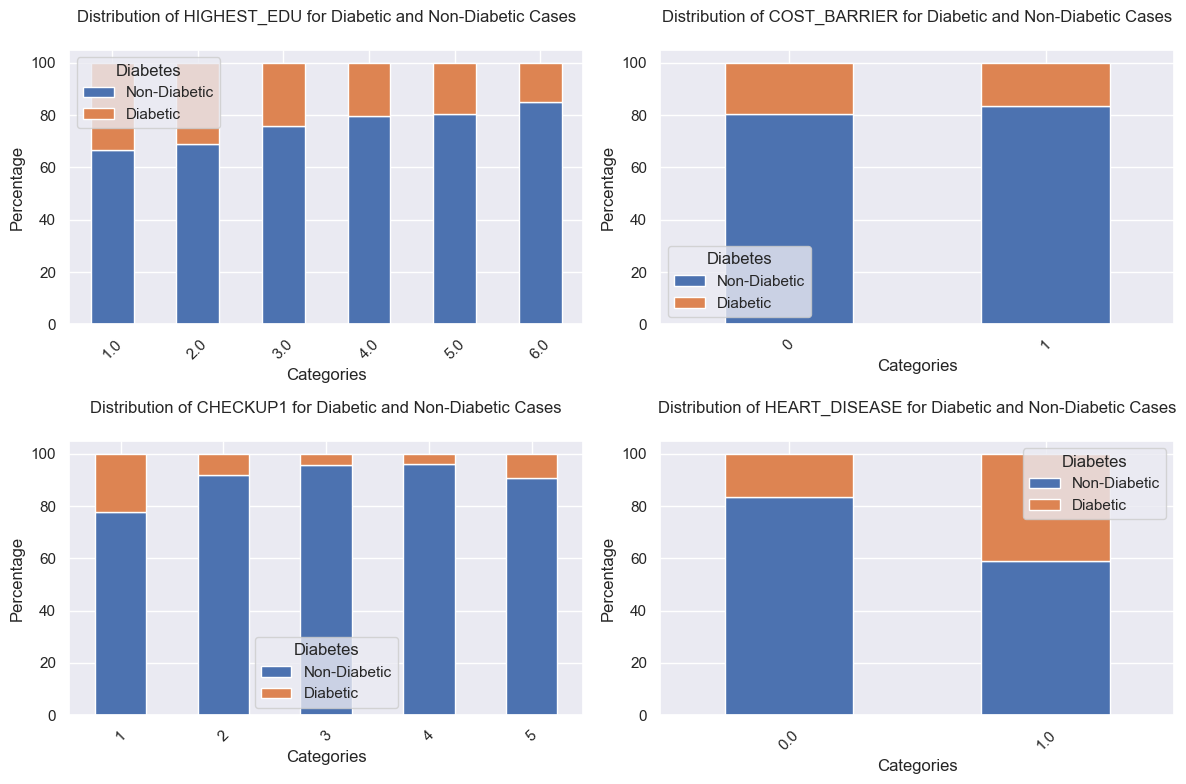 Distribution of HIGHEST_EDU for Diabetic and Non-Diabetic Cases
Percentage
100
80
60
40
20
0
Diabetes
Non-Diabetic
Diabetic
1.0 2.0 3.0 4.0 5.0 6.0
Categories
Distribution of COST_BARRIER for Diabetic and Non-Diabetic Cases
Percentage
100
80
60
40
20
0
Diabetes
Non-Diabetic
Diabetic
0 1
Categories
Distribution of CHECKUP1 for Diabetic and Non-Diabetic Cases
Percentage
100
80
60
40
20
0
Diabetes
Non-Diabetic
Diabetic
1 2 3 4 5
Categories
Distribution of HEART_DISEASE for Diabetic and Non-Diabetic Cases
Percentage
100
80
60
40
20
0
Diabetes
Non-Diabetic
Diabetic
0.0 1.0
Categories